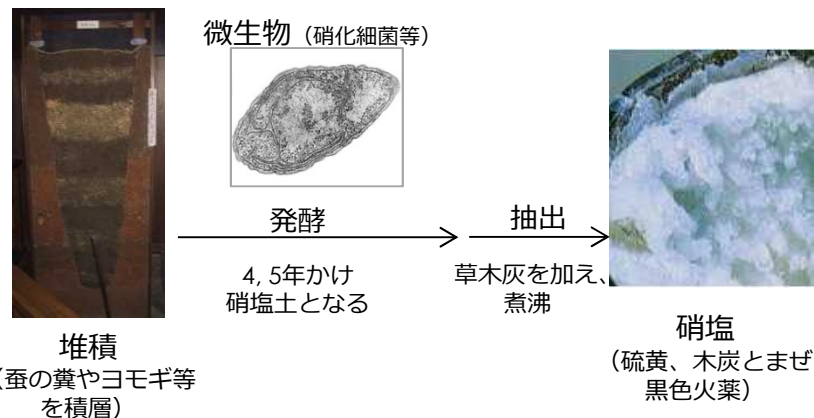 微生物（硝化細菌等）
発酵
4, 5年かけ
硝塩土となる
抽出
草木灰を加え、
煮沸
堆積
（蚕の糞やヨモギ等
を積層）
硝塩
（硫黄、木炭とまぜ
黒色火薬）